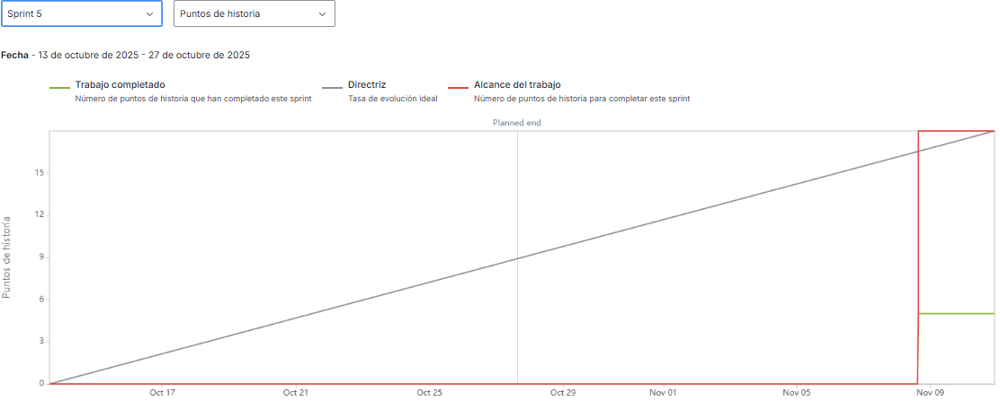 Sprint 5 Puntos de historia
Fecha - 13 de octubre de 2025 - 27 de octubre de 2025
Trabajo completado Directriz Alcance del trabajo
Número de puntos de historia que han completado este sprint Tasa de evolución ideal Número de puntos de historia para completar este sprint
Planned end
Puntos de historia
15
12
9
6
3
0
Oct 17 Oct 21 Oct 25 Oct 29 Nov 01 Nov 05 Nov 09